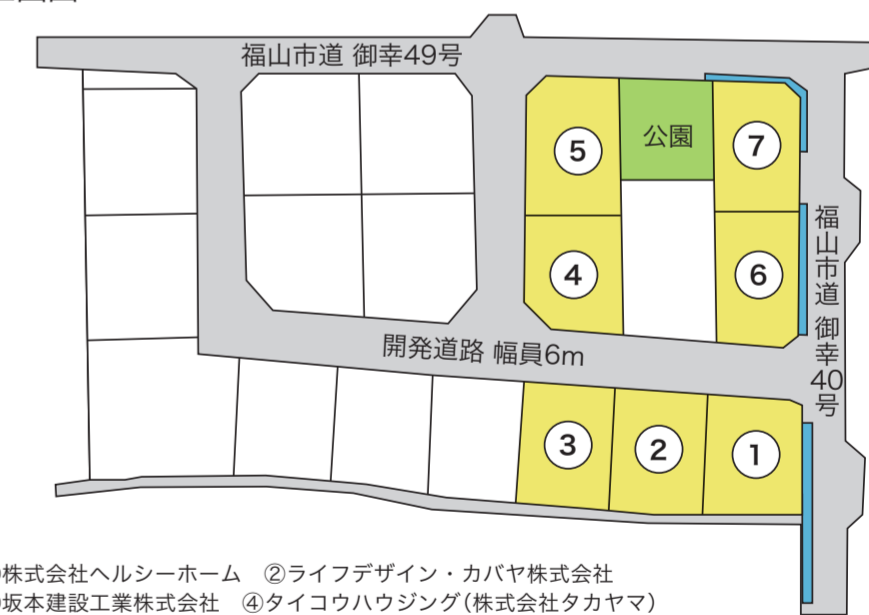 福山市道 御幸49号
⑤
公園
⑦
④
⑥
福山市道 御幸40号
開発道路 幅員6m
③
②
①
株式会社ヘルシーホーム ②ライフデザイン・カバヤ株式会社
坂本建設工業株式会社 ④タイコウハウジング(株式会社タカヤマ)